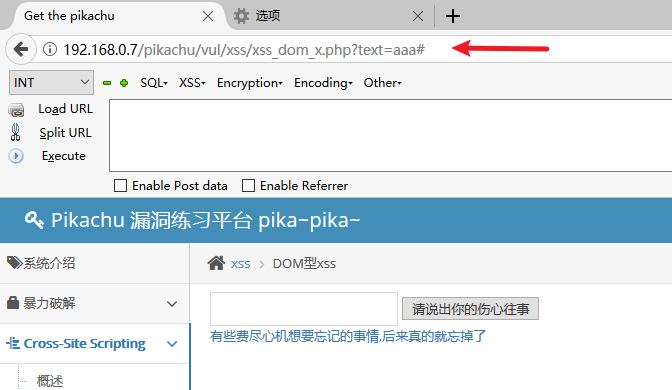 Get the pikachu
选项
192.168.0.7/pikachu/vul/xss/xss_dom_x.php?text=aaa#
INT
SQL
XSS
Encryption
Encoding
Other
Load URL
Split URL
Execute
Enable Post data
Enable Referrer
Pikachu 漏洞练习平台 pika~pika~
系统介绍
xss
DOM型xss
暴力破解
请说出你的伤心往事
有些费尽心机想要忘记的事情,后来真的就忘掉了
Cross-Site Scripting
概述